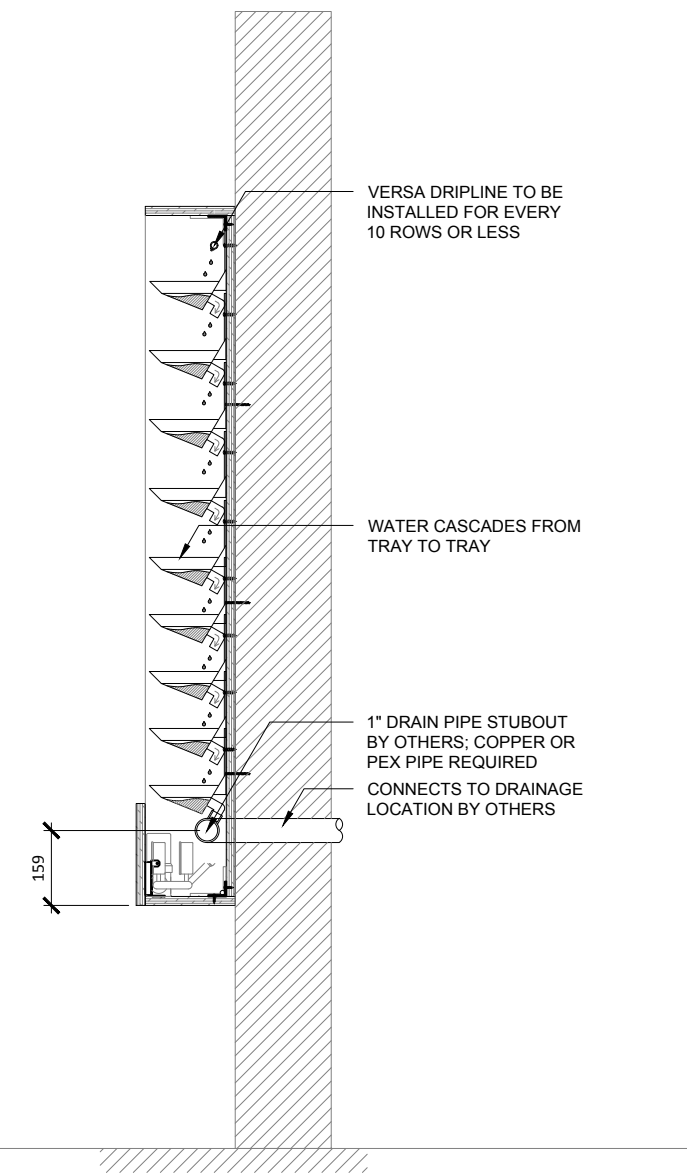 VERSA DRIPLINE TO BE
INSTALLED FOR EVERY
10 ROWS OR LESS
WATER CASCADES FROM
TRAY TO TRAY
1" DRAIN PIPE STUBOUT
BY OTHERS; COPPER OR
PEX PIPE REQUIRED
CONNECTS TO DRAINAGE
LOCATION BY OTHERS
159